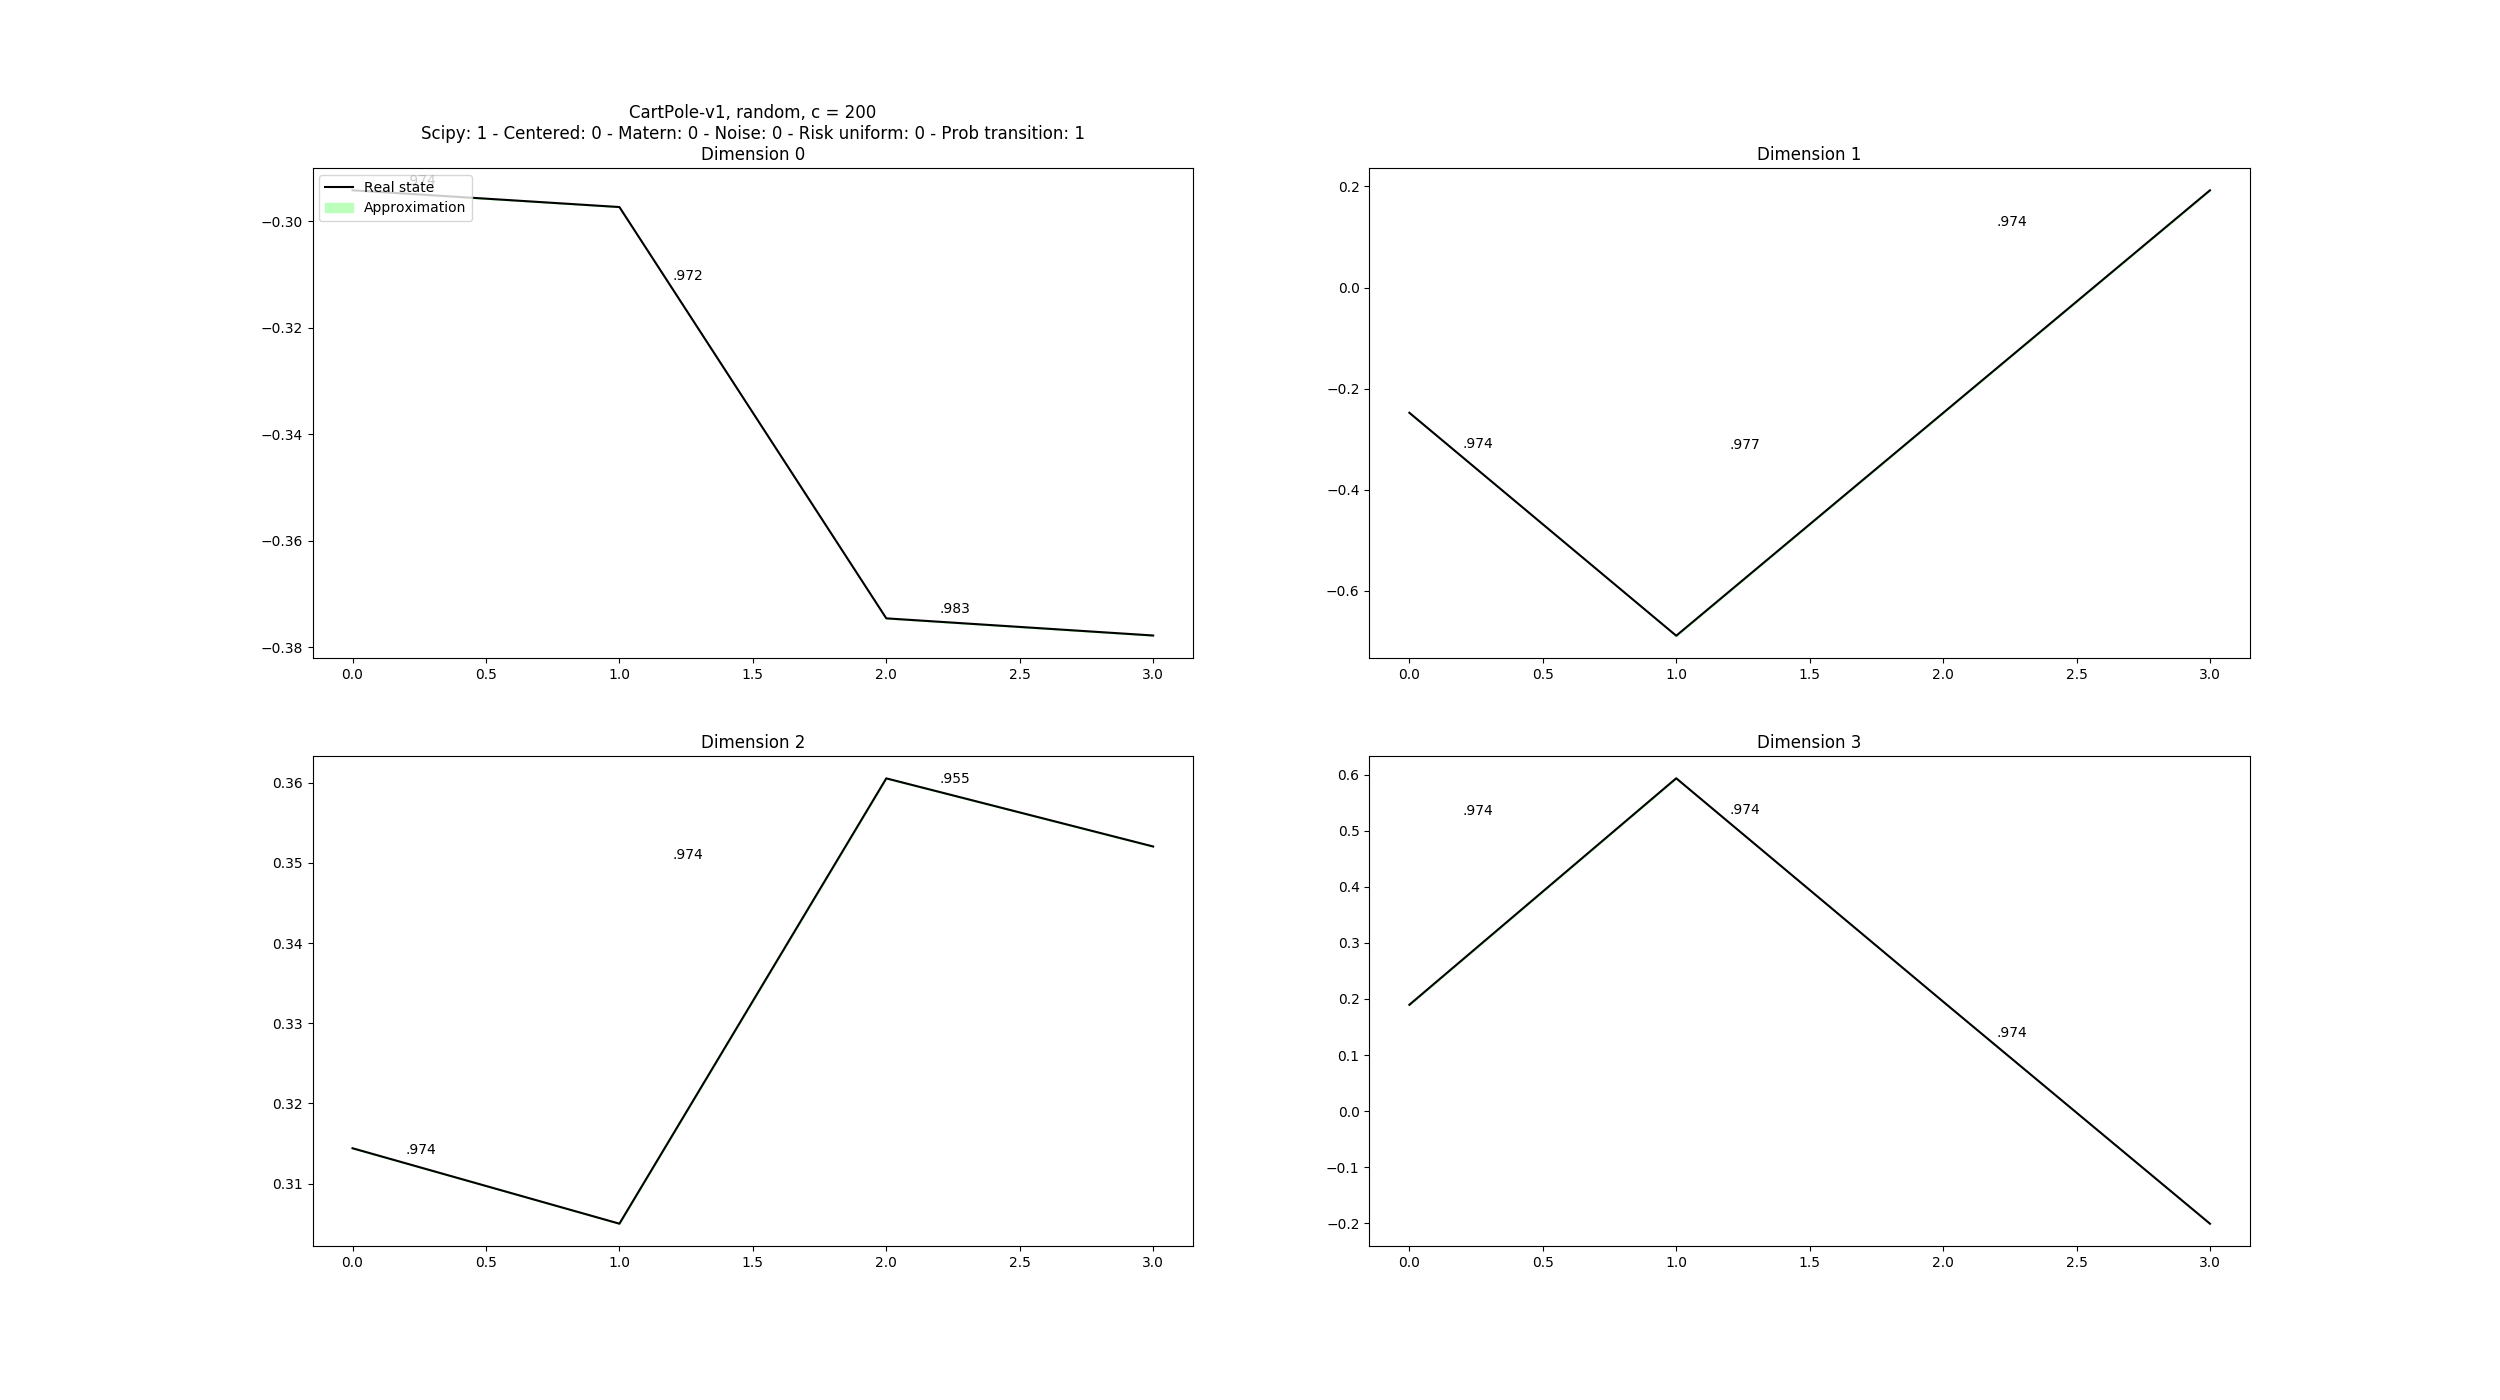 CartPole-v1, random, c = 200
Scipy: 1 - Centered: 0 - Matern: 0 - Noise: 0 - Risk uniform: 0 - Prob transition: 1
Dimension 0
.974
Real state
Approximation
−0.30
.972
−0.32
−0.34
−0.36
.983
−0.38
0.0 0.5 1.0 1.5 2.0 2.5 3.0
Dimension 1
0.2
.974
0.0
−0.2
.974 .977
−0.4
−0.6
0.0 0.5 1.0 1.5 2.0 2.5 3.0
Dimension 2
0.36 .955
.974
0.35
0.34
0.33
0.32
.974
0.31
0.0 0.5 1.0 1.5 2.0 2.5 3.0
Dimension 3
0.6
.974 .974
0.5
0.4
0.3
0.2
.974
0.1
0.0
−0.1
−0.2
0.0 0.5 1.0 1.5 2.0 2.5 3.0